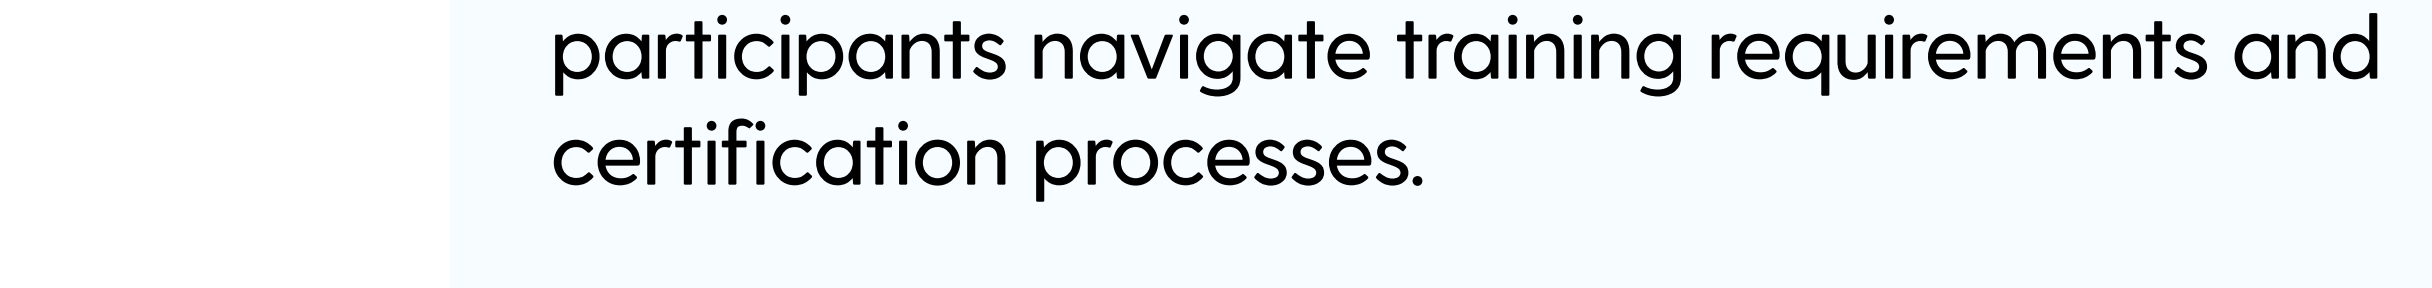 participants navigate training requirements and
certification processes.